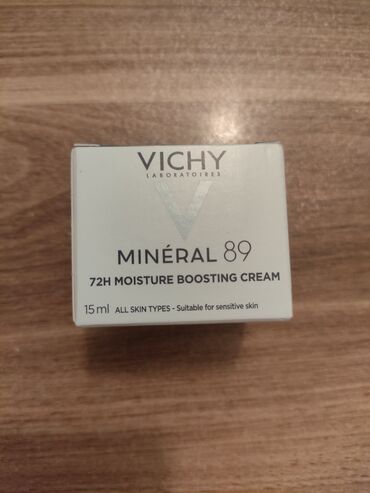 VICHY
LABORATOIRES
MINÉRAL 89
72H MOISTURE BOOSTING CREAM
15 ml ALL SKIN TYPES - Suitable for sensitive skin